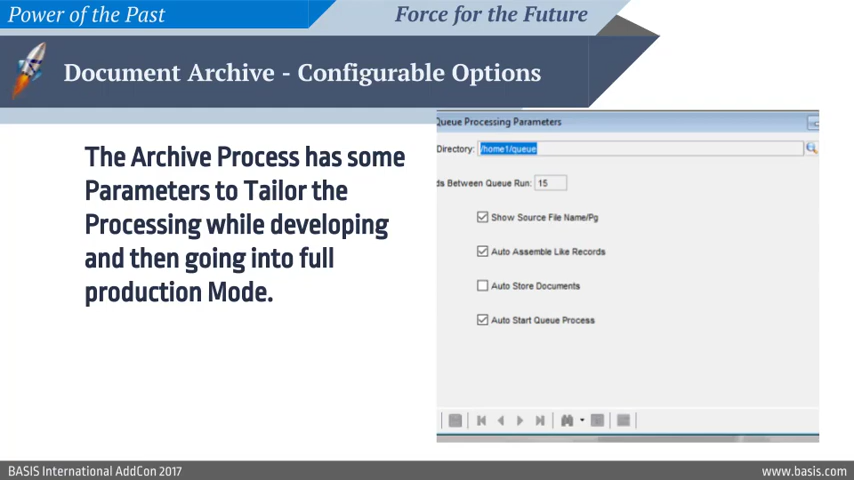 Power of the Past
Force for the Future
Document Archive - Configurable Options
The Archive Process has some
Parameters to Tailor the
Processing while developing
and then going into full
production Mode.
Queue Processing Parameters
Directory: /home1/queue
ds Between Queue Run: 15
Show Source File Name/Pg
Auto Assemble Like Records
Auto Store Documents
Auto Start Queue Process
BASIS International AddCon 2017
www.basis.com